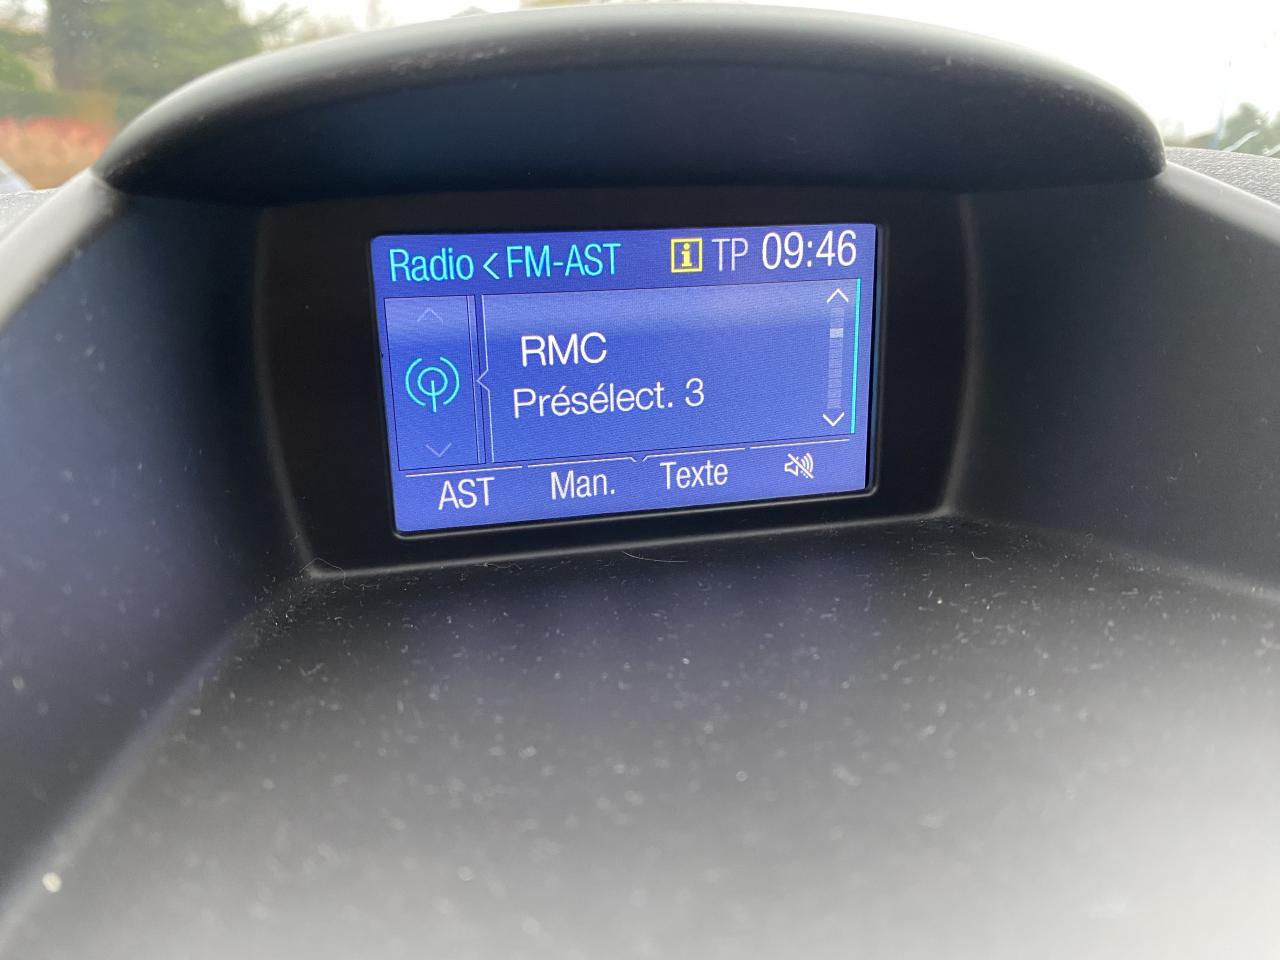 Radio < FM-AST i TP 09:46
RMC
Présélect. 3
AST Man. Texte